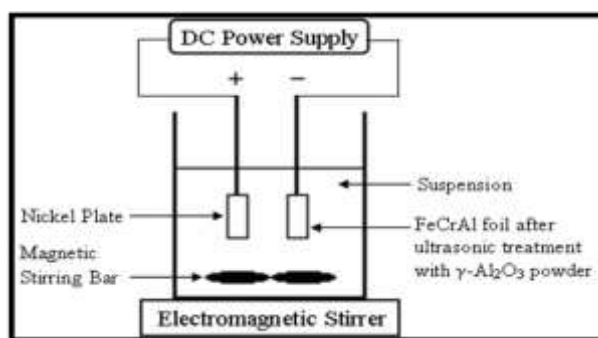 DC Power Supply
+ −
Suspension
Nickel Plate
FeCrAl foil after
ultrasonic treatment
with γ-Al₂O₃ powder
Magnetic
Stirring Bar
Electromagnetic Stirrer